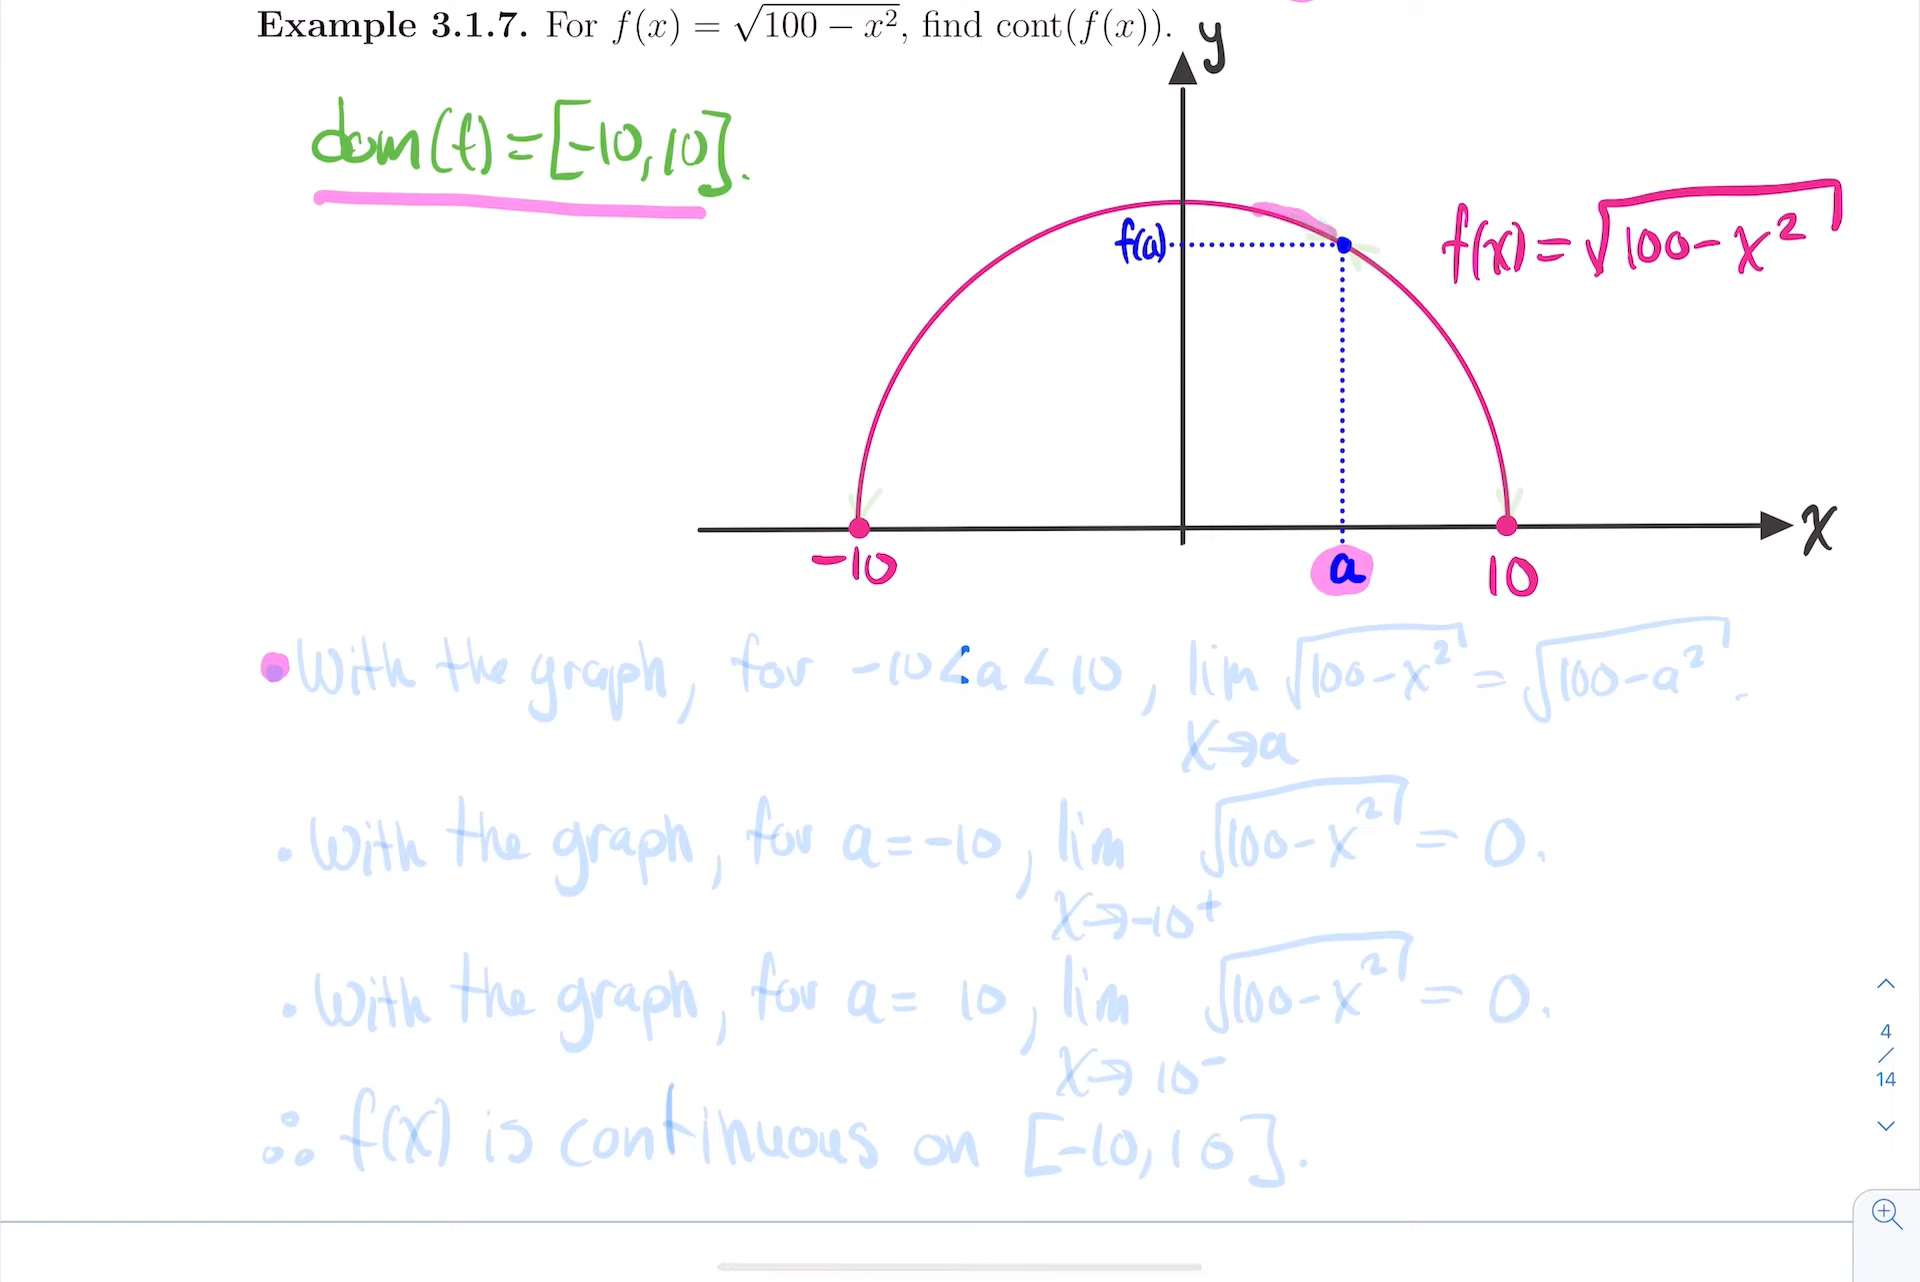 Example 3.1.7. For f(x) = √100 − x², find cont(f(x)).
y
dom(f) = [-10, 10].
f(a)
f(x) = √100 - x²
x
-10
a
10
• With the graph, for -10 < a < 10, lim √100 - x² = √100 - a².
x → a
• With the graph, for a = -10, lim √100 - x² = 0.
x → -10⁺
• With the graph, for a = 10, lim √100 - x² = 0.
x → 10⁻
∴ f(x) is continuous on [-10, 10].
4
/
14